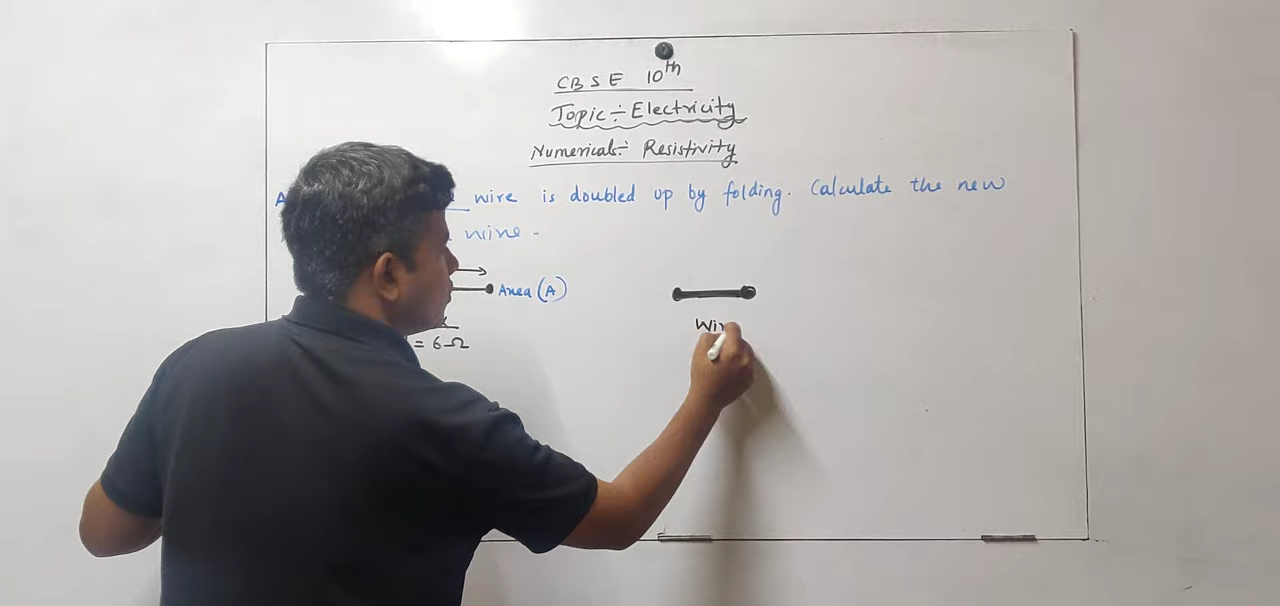 CBSE 10th
Topic ÷ Electricity
Numericals ÷ Resistivity
A wire is doubled up by folding. Calculate the new
wire -
Area (A)
= 6Ω
Wi